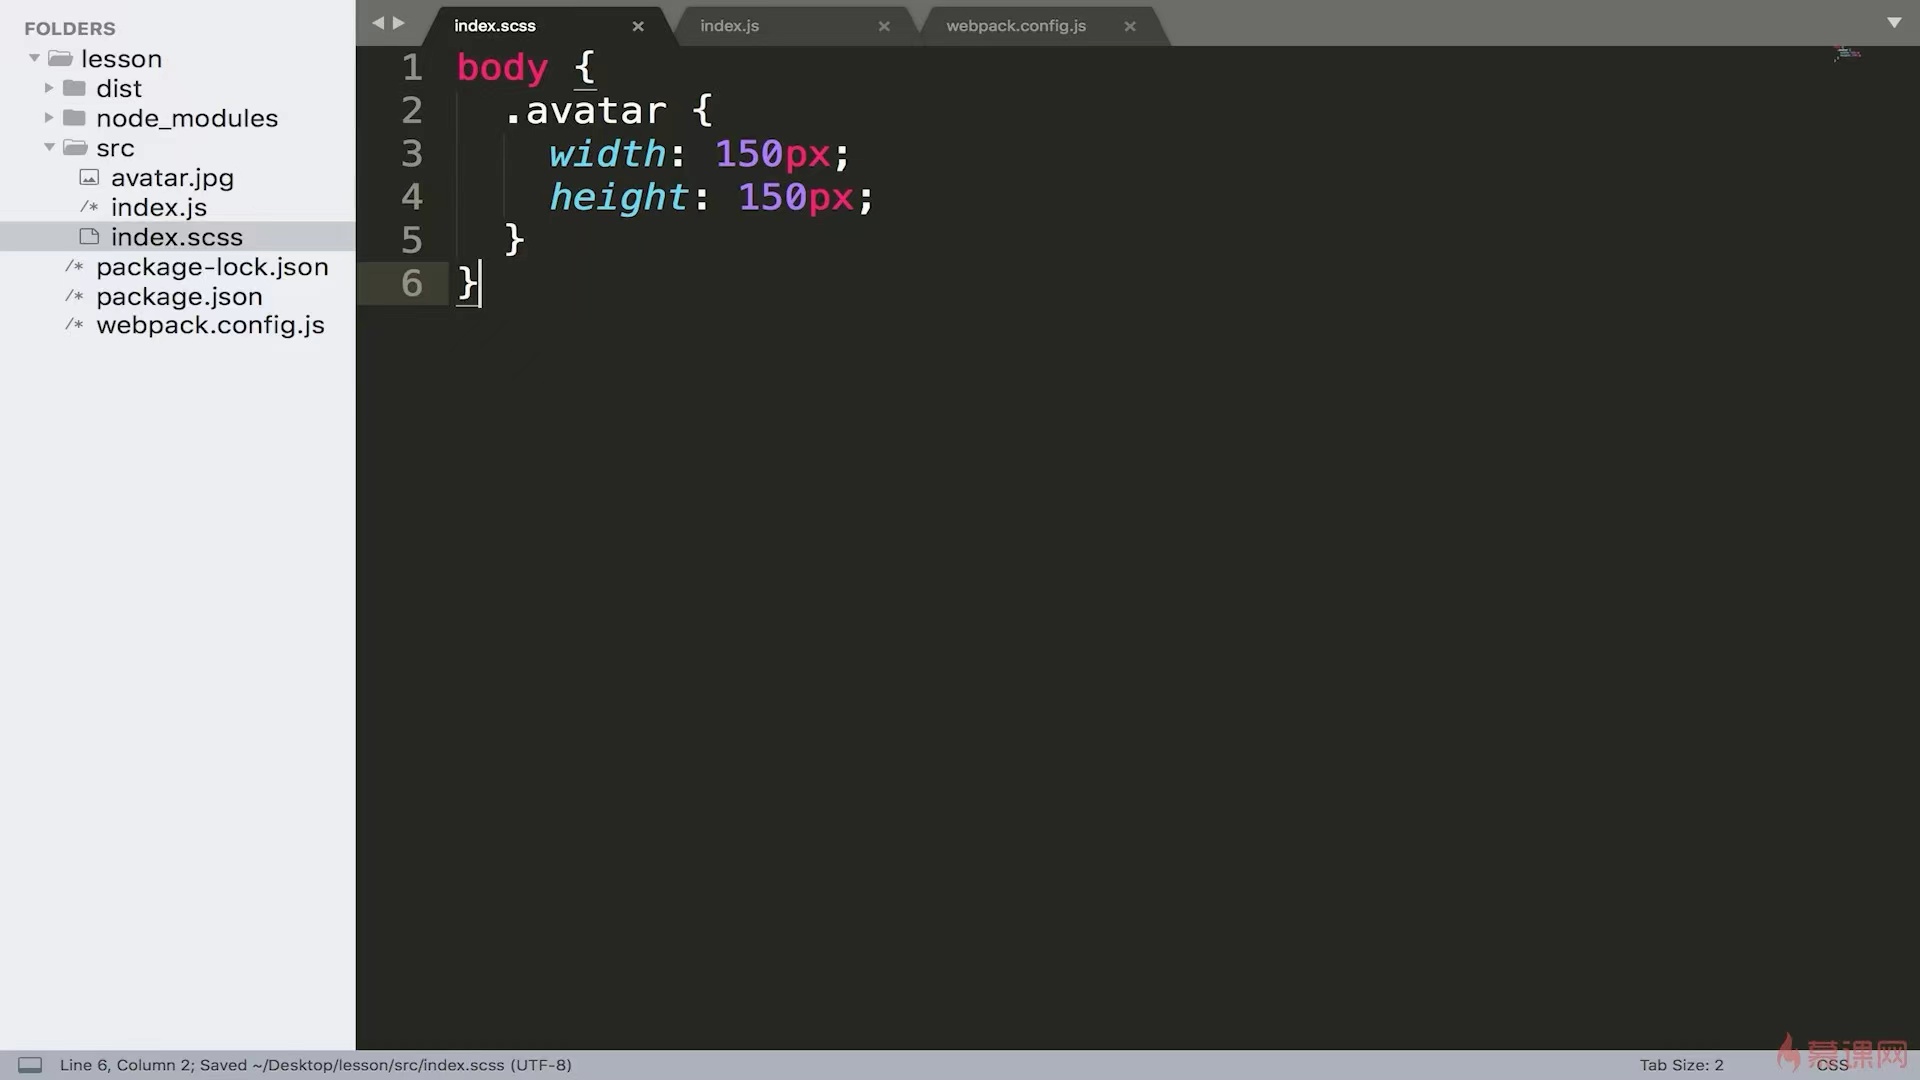 FOLDERS
lesson
dist
node_modules
src
avatar.jpg
/* index.js
index.scss
/* package-lock.json
/* package.json
/* webpack.config.js
index.scss × index.js × webpack.config.js ×
1 body {
2 .avatar {
3 width: 150px;
4 height: 150px;
5 }
6 }
Line 6, Column 2; Saved ~/Desktop/lesson/src/index.scss (UTF-8)
Tab Size: 2
CSS
慕课网